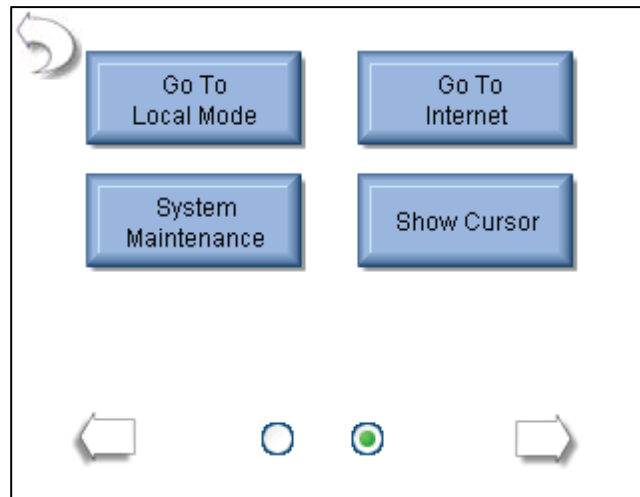 Go To
Local Mode
Go To
Internet
System
Maintenance
Show Cursor